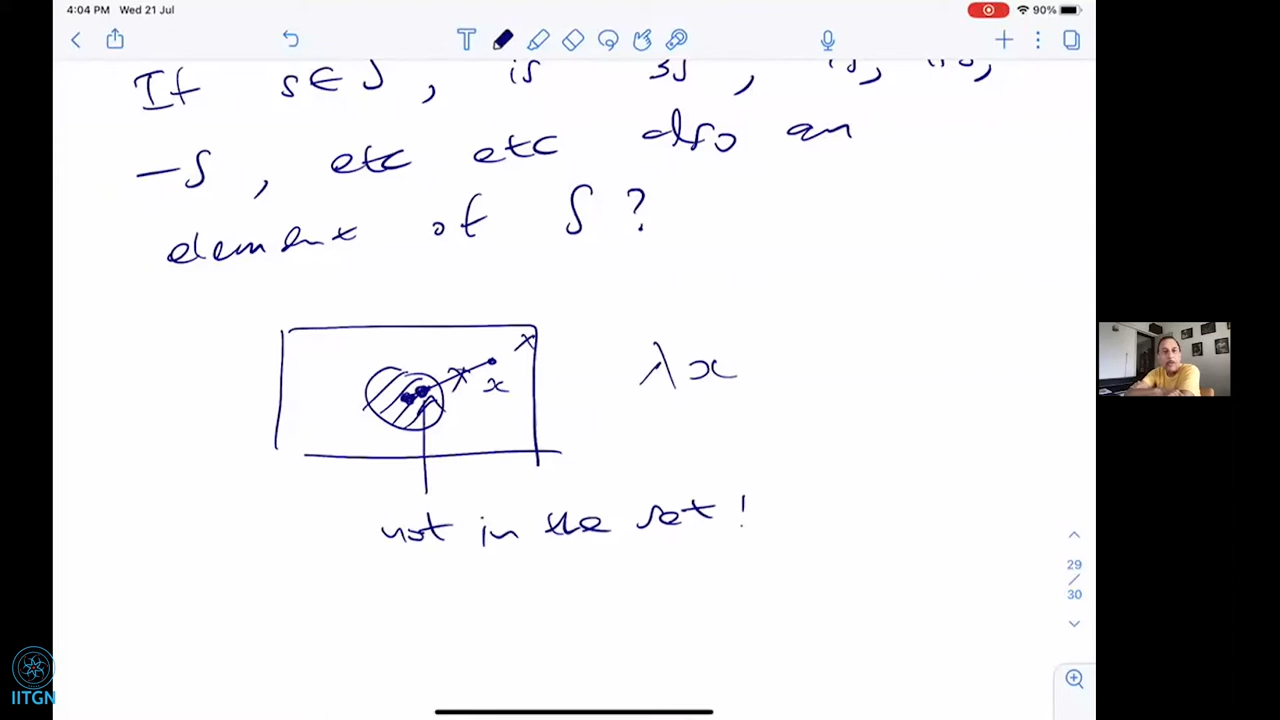 4:04 PM Wed 21 Jul
90%
If s∈S, is 3s,
-s, etc etc also an
element of S?
x
x
x
λx
not in the set!
29
/
30
IITGN